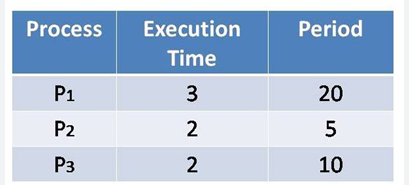 Process Execution Time Period
P1 3 20
P2 2 5
P3 2 10